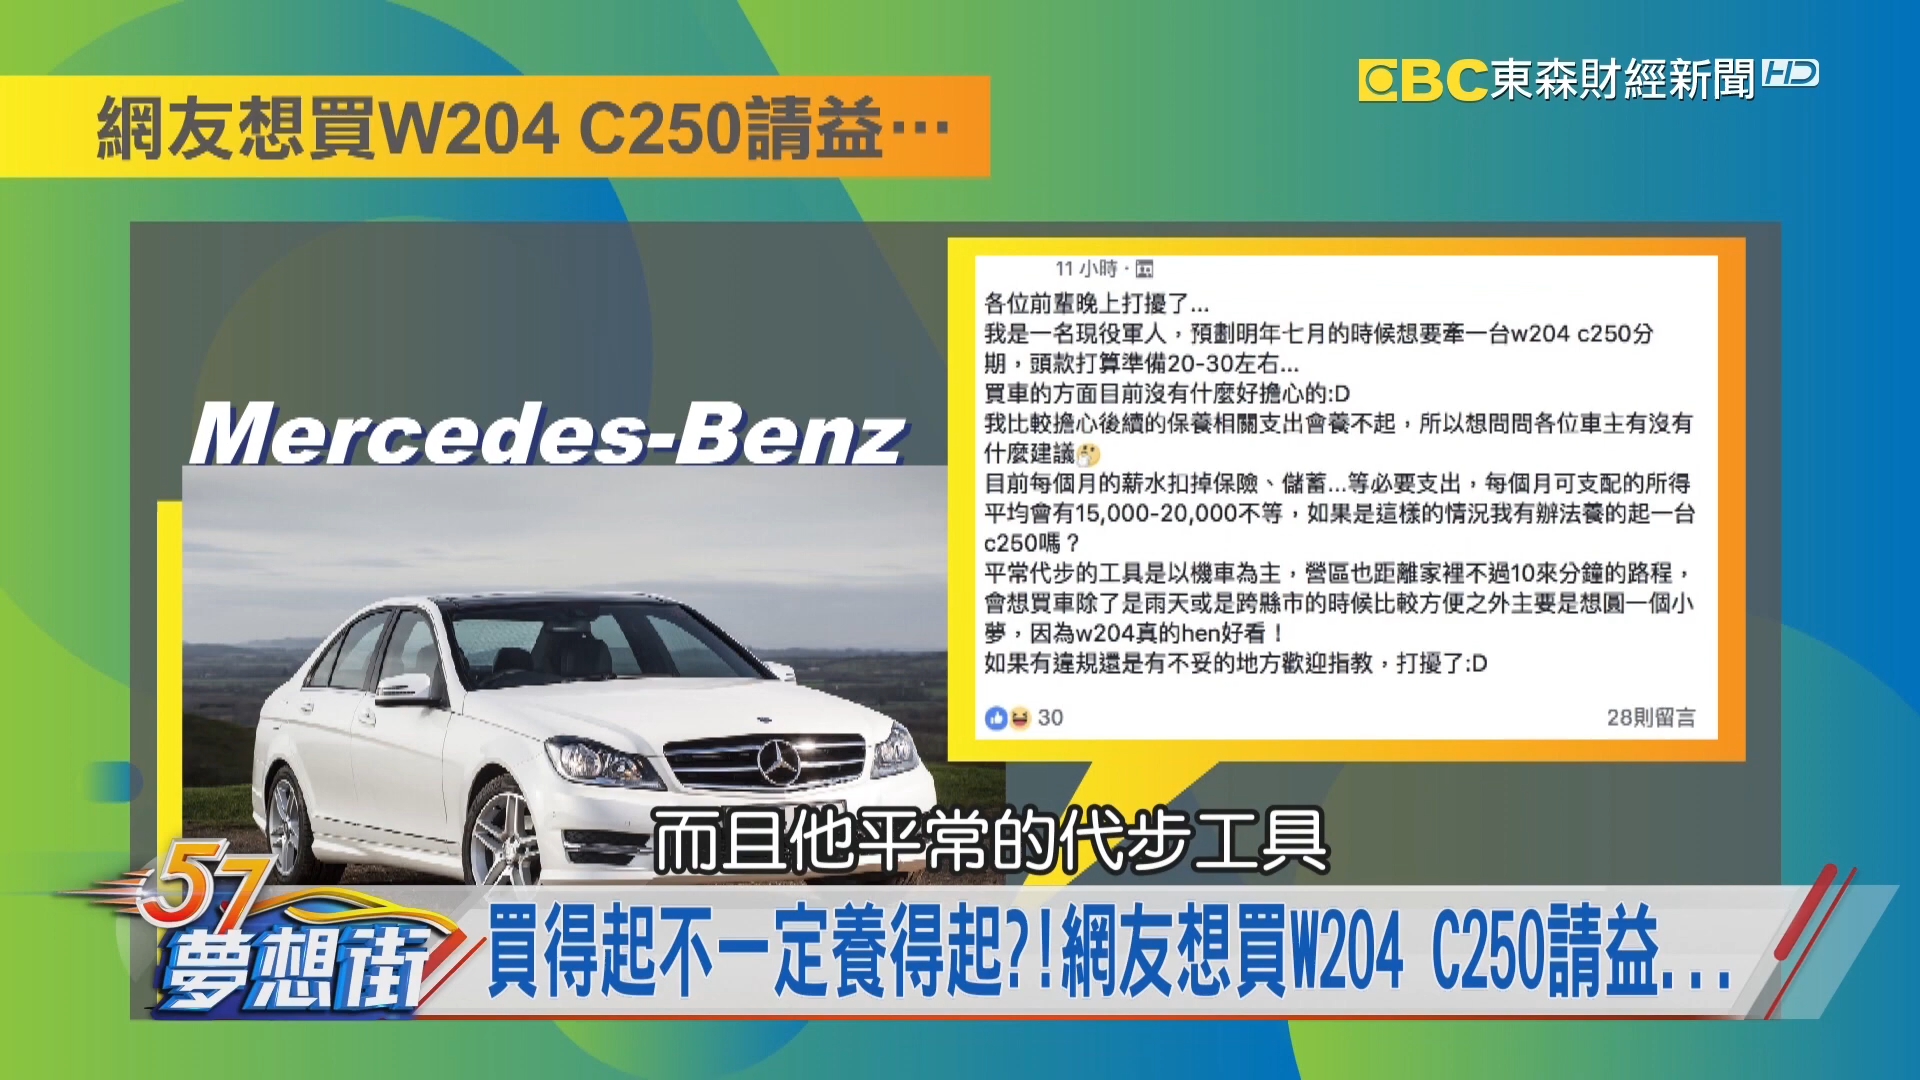 EBC東森財經新聞HD
網友想買W204 C250請益…
11 小時 ·
各位前輩晚上打擾了...
我是一名現役軍人，預劃明年七月的時候想要牽一台w204 c250分
期，頭款打算準備20-30左右...
買車的方面目前沒有什麼好擔心的:D
我比較擔心後續的保養相關支出會養不起，所以想問問各位車主有沒有
什麼建議🤔
目前每個月的薪水扣掉保險、儲蓄...等必要支出，每個月可支配的所得
平均會有15,000-20,000不等，如果是這樣的情況我有辦法養的起一台
c250嗎？
平常代步的工具是以機車為主，營區也距離家裡不過10來分鐘的路程，
會想買車除了是雨天或是跨縣市的時候比較方便之外主要是想圓一個小
夢，因為w204真的hen好看！
如果有違規還是有不妥的地方歡迎指教，打擾了:D
30
28則留言
Mercedes-Benz
而且他平常的代步工具
57
夢想街
買得起不一定養得起?!網友想買W204 C250請益...